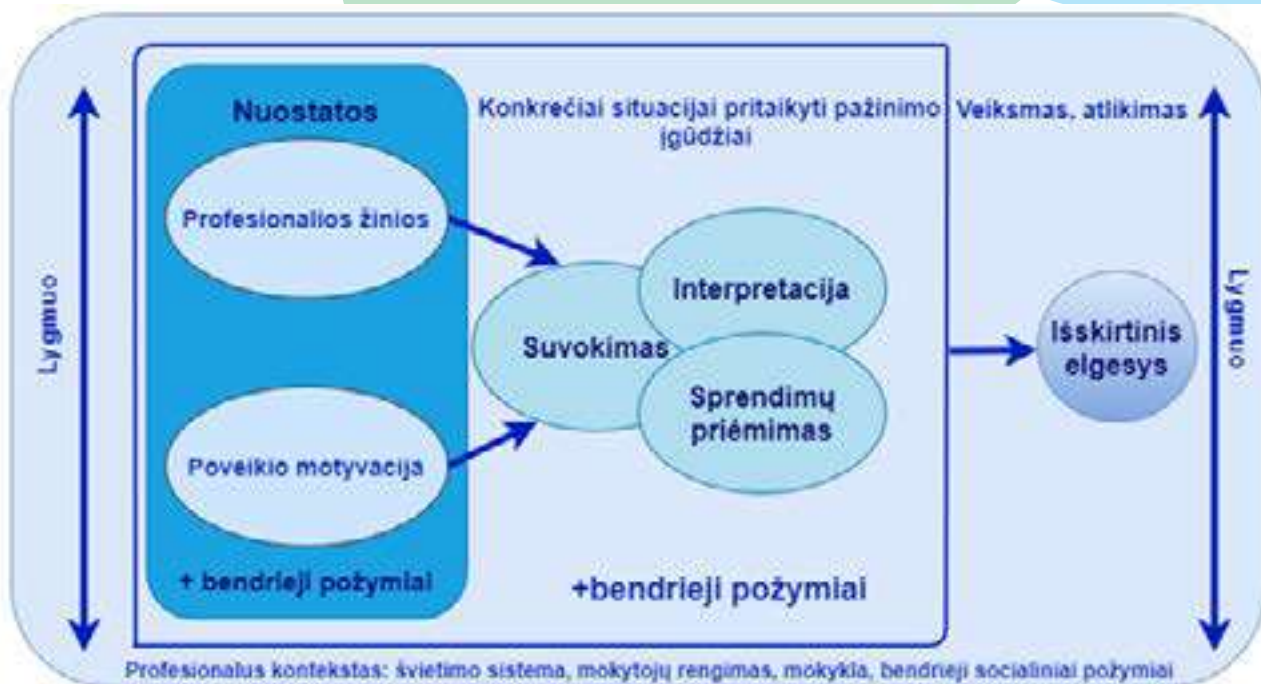 Nuostatos
Profesionalios žinios
Poveikio motyvacija
+ bendrieji požymiai
Konkrečiai situacijai pritaikyti pažinimo
įgūdžiai
Suvokimas
Interpretacija
Sprendimų
priėmimas
+bendrieji požymiai
Veiksmas, atlikimas
Išskirtinis
elgesys
Lygmuo
Lygmuo
Profesionalus kontekstas: švietimo sistema, mokytojų rengimas, mokykla, bendrieji socialiniai požymiai